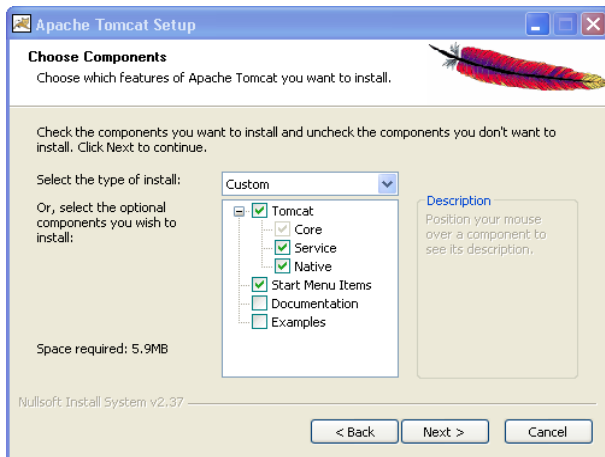 Apache Tomcat Setup
Choose Components
Choose which features of Apache Tomcat you want to install.
Check the components you want to install and uncheck the components you don't want to
install. Click Next to continue.
Select the type of install:
Custom
Or, select the optional
components you wish to
install:
Tomcat
Core
Service
Native
Start Menu Items
Documentation
Examples
Description
Position your mouse
over a component to
see its description.
Space required: 5.9MB
Nullsoft Install System v2.37
< Back
Next >
Cancel